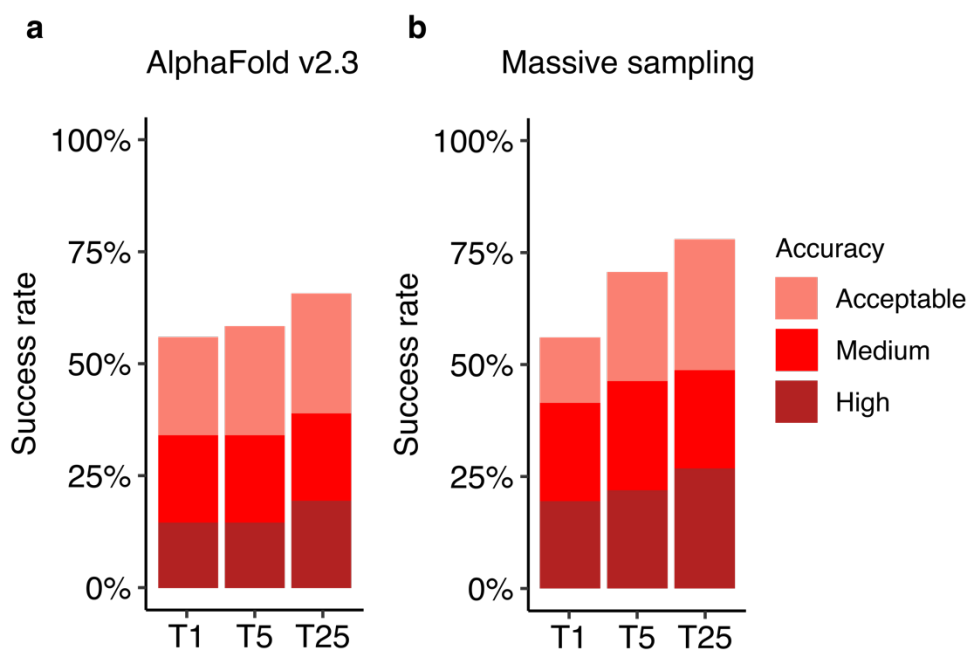 a
AlphaFold v2.3
Success rate
100%
75%
50%
25%
0%
T1 T5 T25
b
Massive sampling
Success rate
100%
75%
50%
25%
0%
T1 T5 T25
Accuracy
Acceptable
Medium
High